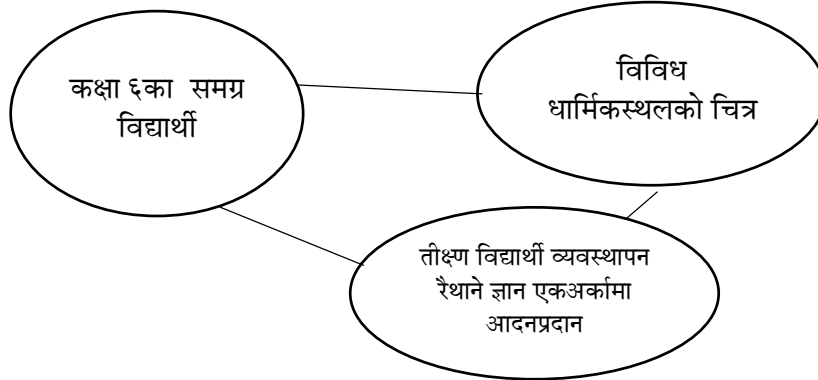 कक्षा ६का समग्र
विद्यार्थी
विविध
धार्मिकस्थलको चित्र
तीक्ष्ण विद्यार्थी व्यवस्थापन
रैथाने ज्ञान एकअर्कामा
आदनप्रदान